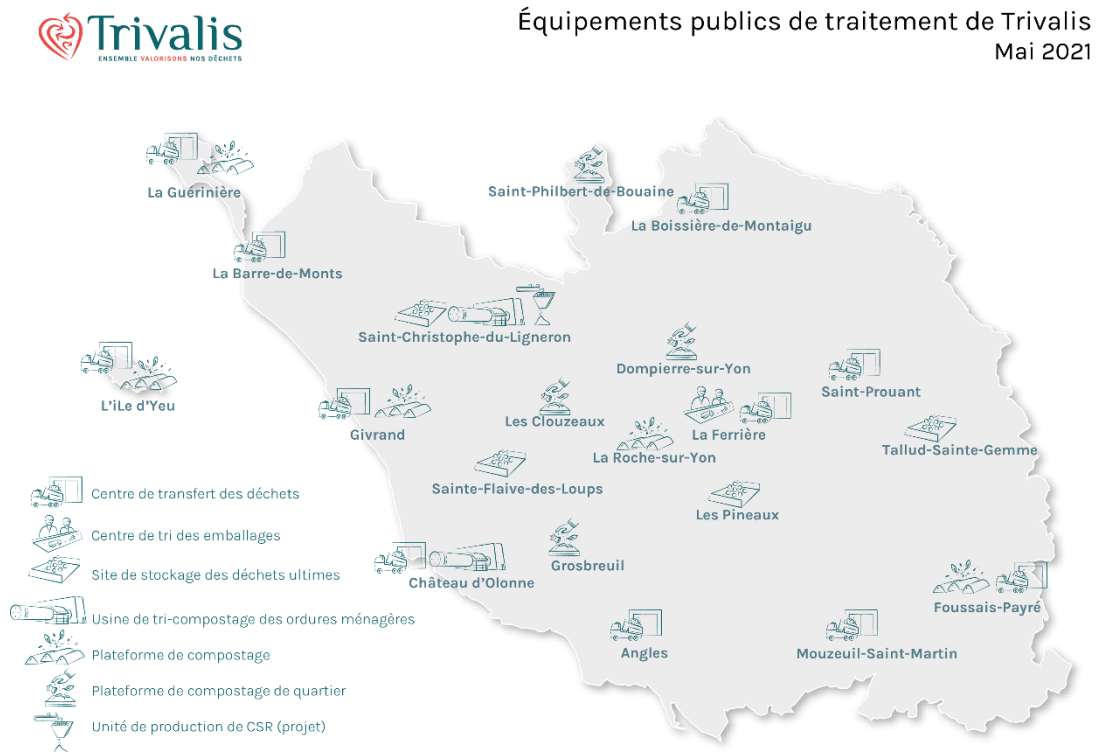 Trivalis
ENSEMBLE VALORISONS NOS DÉCHETS
Équipements publics de traitement de Trivalis
Mai 2021
La Guérinière
Saint-Philbert-de-Bouaine
La Boissière-de-Montaigu
La Barre-de-Monts
Saint-Christophe-du-Ligneron
Dompierre-sur-Yon
Saint-Prouant
L'iLe d'Yeu
Givrand
Les Clouzeaux
La Ferrière
La Roche-sur-Yon
Tallud-Sainte-Gemme
Sainte-Flaive-des-Loups
Les Pineaux
Grosbreuil
Château d'Olonne
Foussais-Payré
Angles
Mouzeuil-Saint-Martin
Centre de transfert des déchets
Centre de tri des emballages
Site de stockage des déchets ultimes
Usine de tri-compostage des ordures ménagères
Plateforme de compostage
Plateforme de compostage de quartier
Unité de production de CSR (projet)